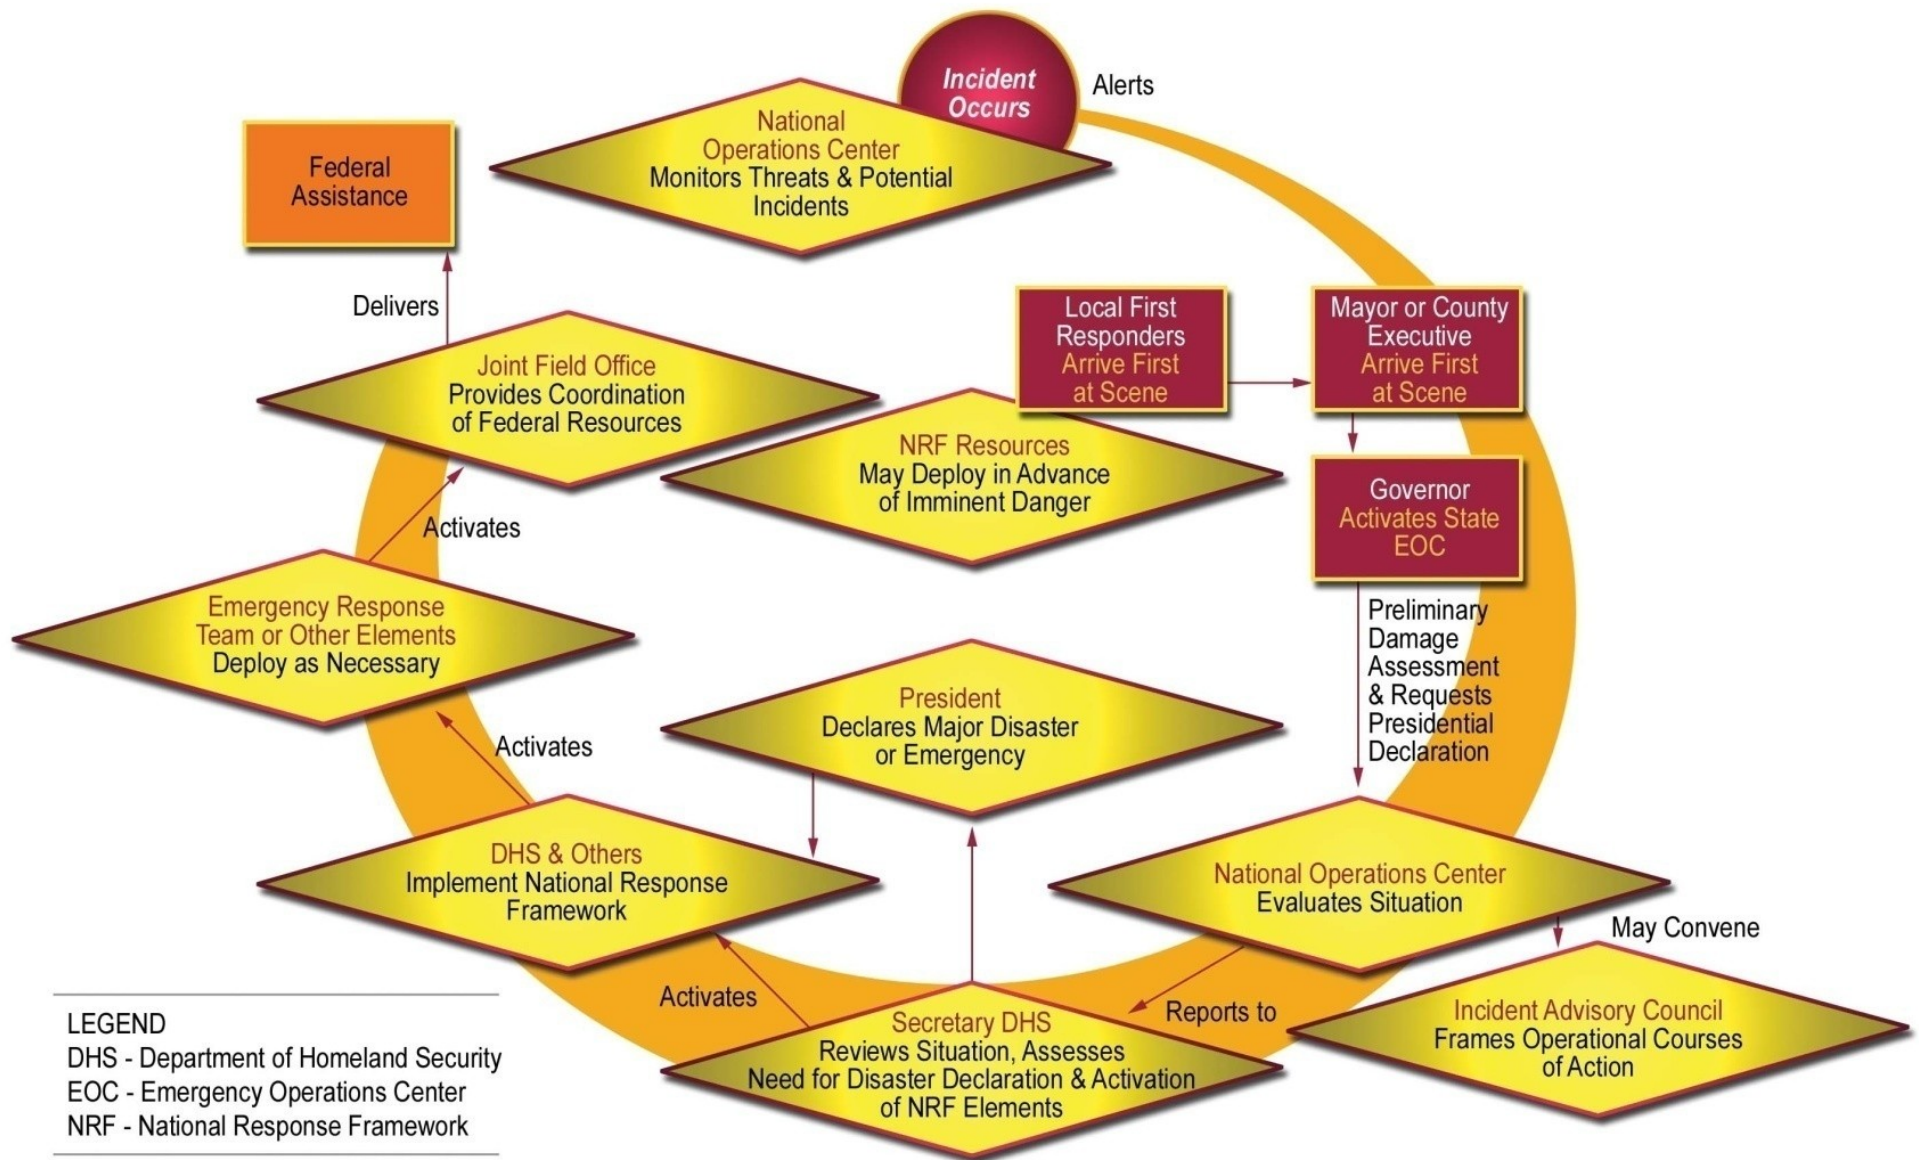 Incident
Occurs
Alerts
National
Operations Center
Monitors Threats & Potential
Incidents
Federal
Assistance
Delivers
Local First
Responders
Arrive First
at Scene
Mayor or County
Executive
Arrive First
at Scene
Joint Field Office
Provides Coordination
of Federal Resources
NRF Resources
May Deploy in Advance
of Imminent Danger
Governor
Activates State
EOC
Activates
Emergency Response
Team or Other Elements
Deploy as Necessary
Preliminary
Damage
Assessment
& Requests
Presidential
Declaration
President
Declares Major Disaster
or Emergency
Activates
DHS & Others
Implement National Response
Framework
National Operations Center
Evaluates Situation
May Convene
Activates
Reports to
Secretary DHS
Reviews Situation, Assesses
Need for Disaster Declaration & Activation
of NRF Elements
Incident Advisory Council
Frames Operational Courses
of Action
LEGEND
DHS - Department of Homeland Security
EOC - Emergency Operations Center
NRF - National Response Framework